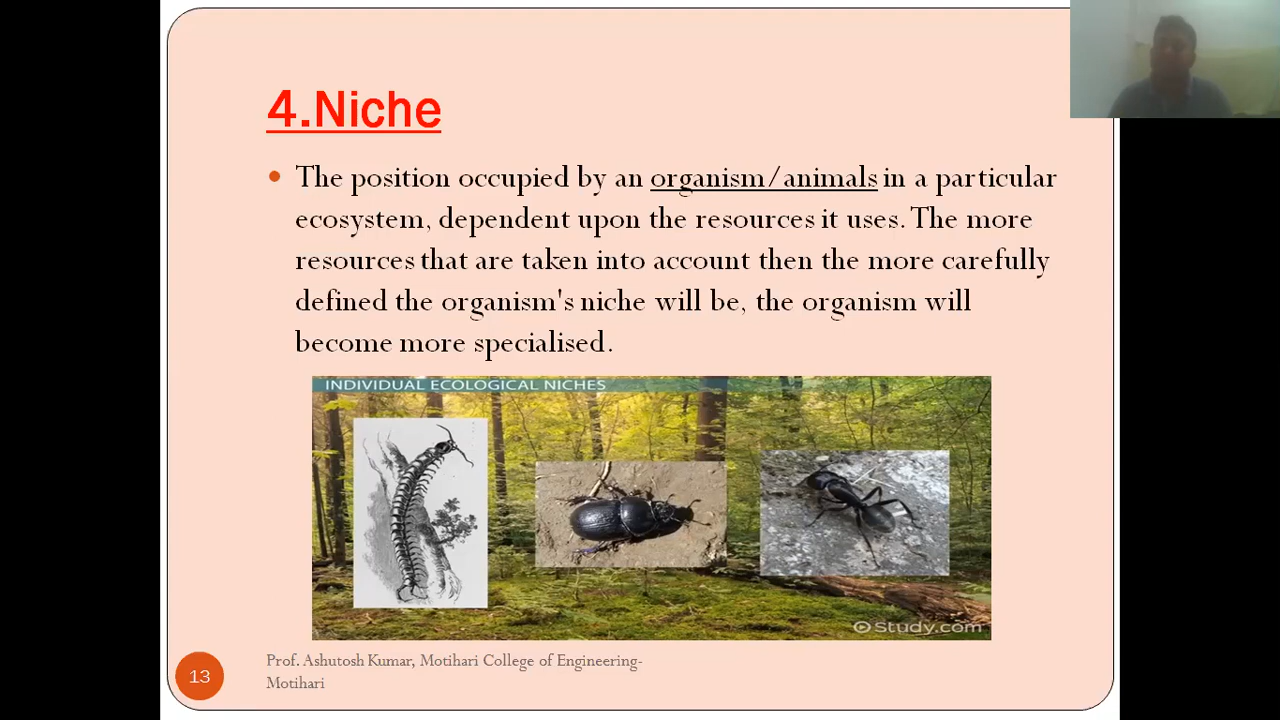 4.Niche
• The position occupied by an organism/animals in a particular
ecosystem, dependent upon the resources it uses. The more
resources that are taken into account then the more carefully
defined the organism's niche will be, the organism will
become more specialised.
INDIVIDUAL ECOLOGICAL NICHES
Study.com
Prof. Ashutosh Kumar, Motihari College of Engineering-
Motihari
13